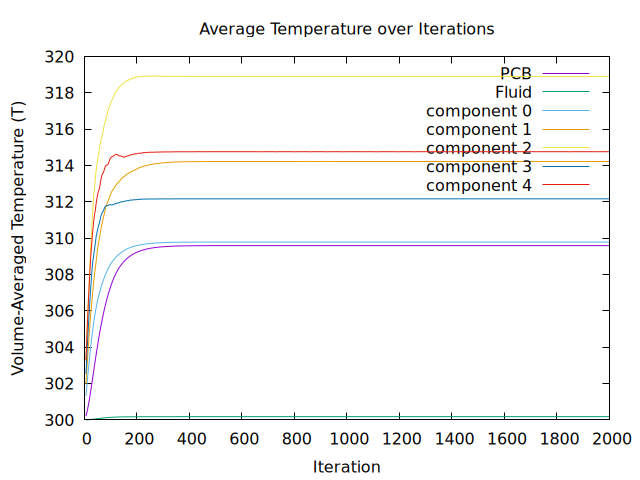 Average Temperature over Iterations
Volume-Averaged Temperature (T)
320
318
316
314
312
310
308
306
304
302
300
PCB
Fluid
component 0
component 1
component 2
component 3
component 4
0 200 400 600 800 1000 1200 1400 1600 1800 2000
Iteration